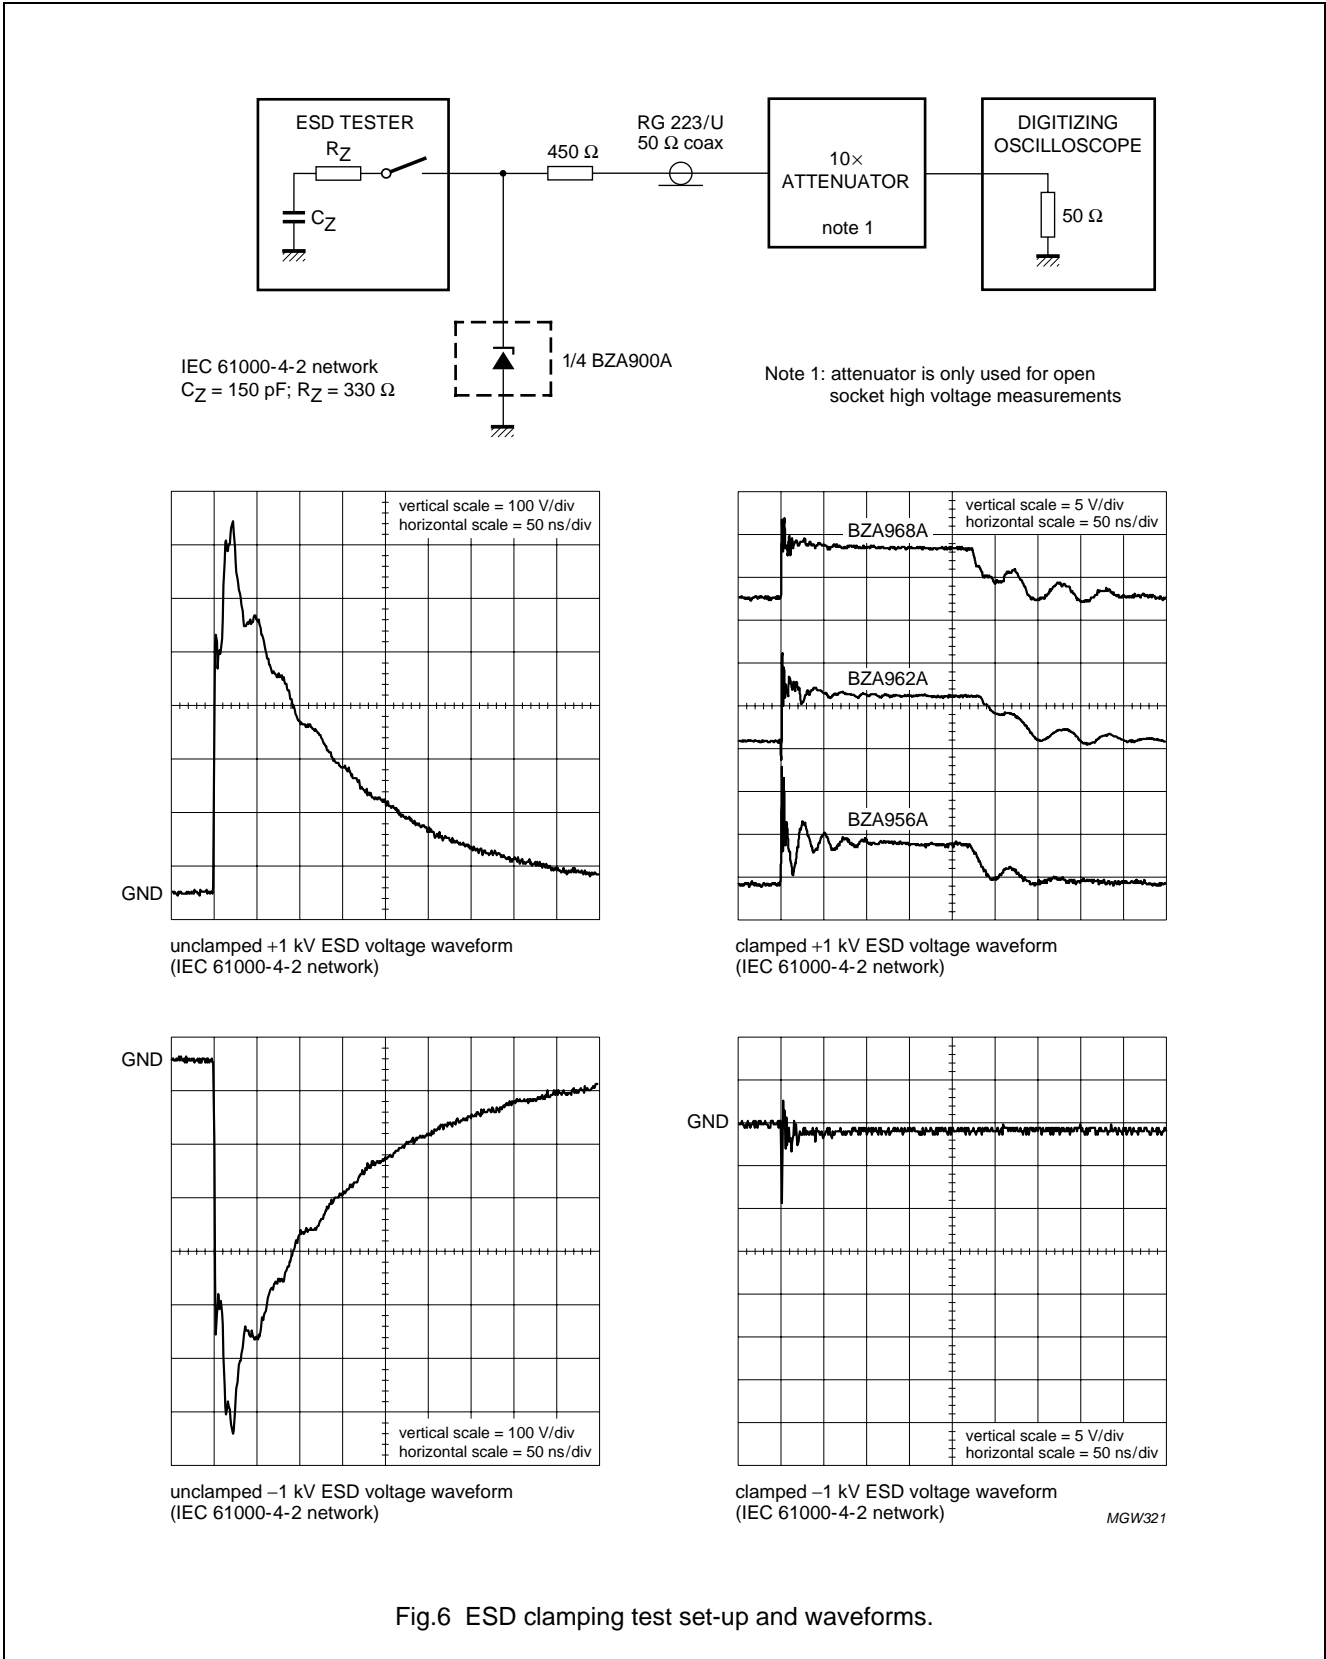 ESD TESTER
RZ
CZ
450 Ω
RG 223/U
50 Ω coax
10×
ATTENUATOR
note 1
DIGITIZING
OSCILLOSCOPE
50 Ω
1/4 BZA900A
IEC 61000-4-2 network
CZ = 150 pF; RZ = 330 Ω
Note 1: attenuator is only used for open
socket high voltage measurements
vertical scale = 100 V/div
horizontal scale = 50 ns/div
GND
unclamped +1 kV ESD voltage waveform
(IEC 61000-4-2 network)
vertical scale = 5 V/div
horizontal scale = 50 ns/div
BZA968A
BZA962A
BZA956A
clamped +1 kV ESD voltage waveform
(IEC 61000-4-2 network)
GND
vertical scale = 100 V/div
horizontal scale = 50 ns/div
unclamped −1 kV ESD voltage waveform
(IEC 61000-4-2 network)
GND
vertical scale = 5 V/div
horizontal scale = 50 ns/div
clamped −1 kV ESD voltage waveform
(IEC 61000-4-2 network)
MGW321
Fig.6 ESD clamping test set-up and waveforms.